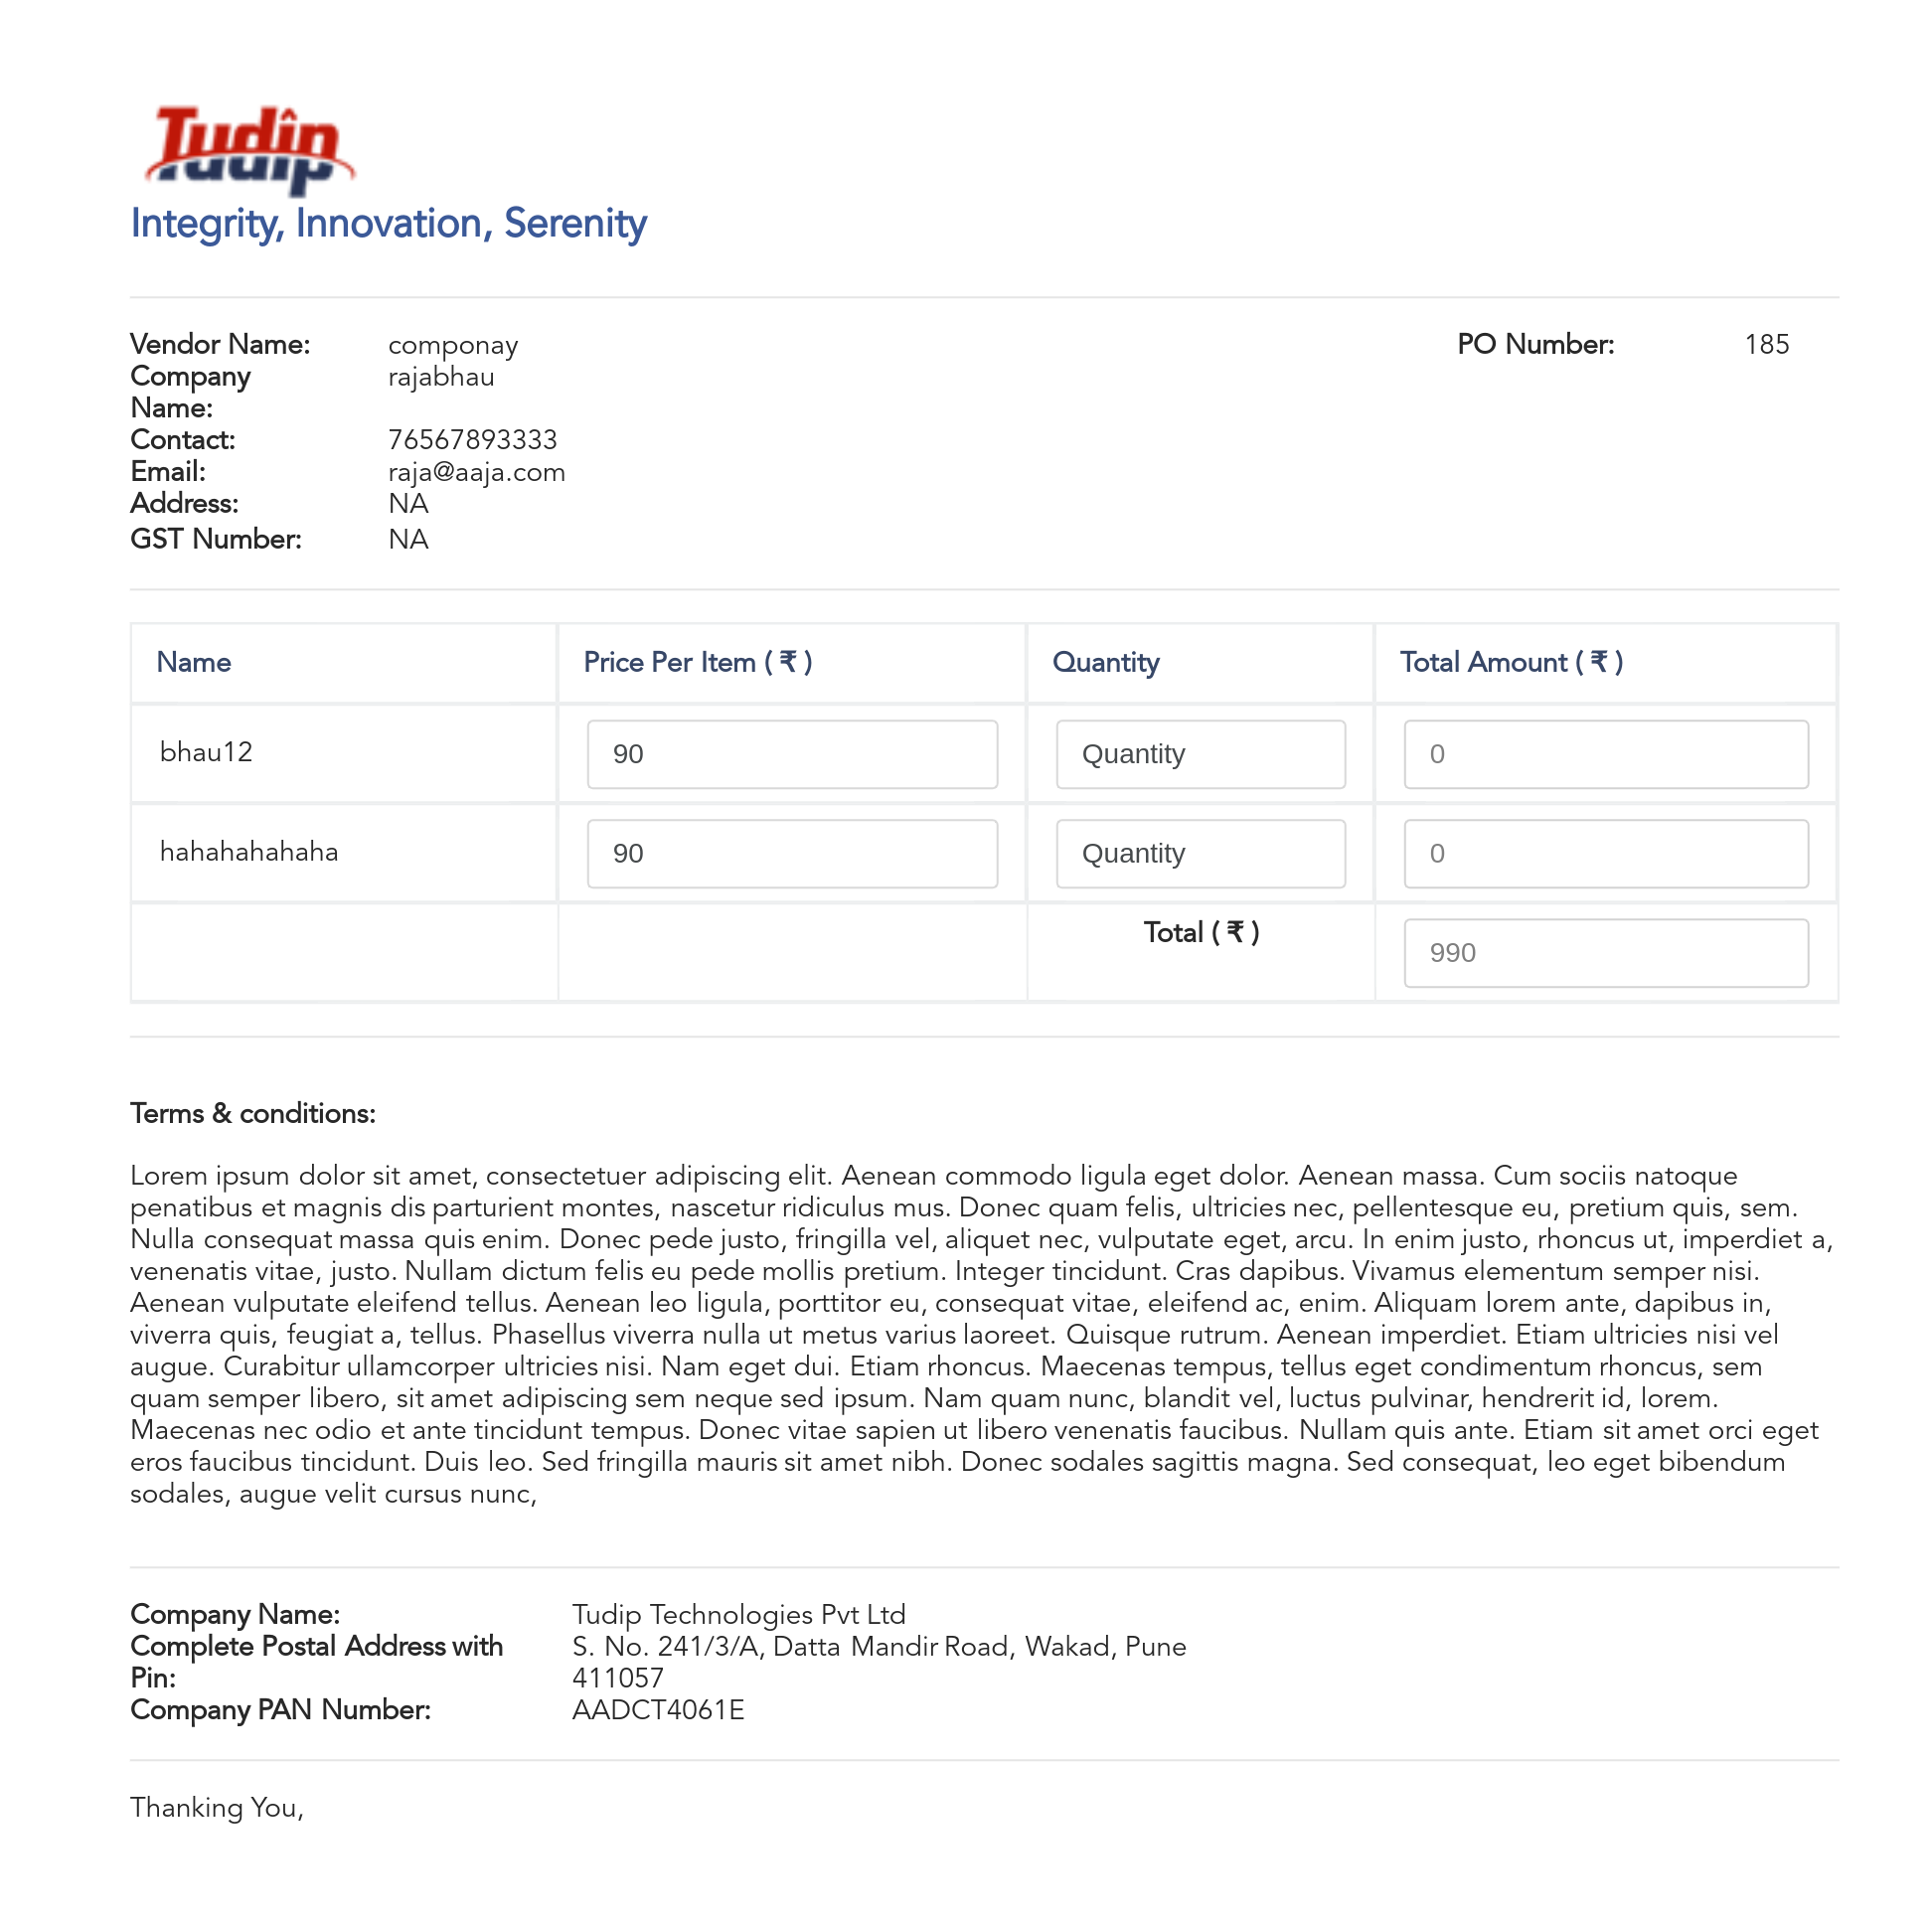 Tudip
Integrity, Innovation, Serenity
Vendor Name: componay PO Number: 185
Company rajabhau
Name:
Contact: 76567893333
Email: raja@aaja.com
Address: NA
GST Number: NA
Name Price Per Item ( ₹ ) Quantity Total Amount ( ₹ )
bhau12 90 Quantity 0
hahahahahaha 90 Quantity 0
Total ( ₹ ) 990
Terms & conditions:
Lorem ipsum dolor sit amet, consectetuer adipiscing elit. Aenean commodo ligula eget dolor. Aenean massa. Cum sociis natoque
penatibus et magnis dis parturient montes, nascetur ridiculus mus. Donec quam felis, ultricies nec, pellentesque eu, pretium quis, sem.
Nulla consequat massa quis enim. Donec pede justo, fringilla vel, aliquet nec, vulputate eget, arcu. In enim justo, rhoncus ut, imperdiet a,
venenatis vitae, justo. Nullam dictum felis eu pede mollis pretium. Integer tincidunt. Cras dapibus. Vivamus elementum semper nisi.
Aenean vulputate eleifend tellus. Aenean leo ligula, porttitor eu, consequat vitae, eleifend ac, enim. Aliquam lorem ante, dapibus in,
viverra quis, feugiat a, tellus. Phasellus viverra nulla ut metus varius laoreet. Quisque rutrum. Aenean imperdiet. Etiam ultricies nisi vel
augue. Curabitur ullamcorper ultricies nisi. Nam eget dui. Etiam rhoncus. Maecenas tempus, tellus eget condimentum rhoncus, sem
quam semper libero, sit amet adipiscing sem neque sed ipsum. Nam quam nunc, blandit vel, luctus pulvinar, hendrerit id, lorem.
Maecenas nec odio et ante tincidunt tempus. Donec vitae sapien ut libero venenatis faucibus. Nullam quis ante. Etiam sit amet orci eget
eros faucibus tincidunt. Duis leo. Sed fringilla mauris sit amet nibh. Donec sodales sagittis magna. Sed consequat, leo eget bibendum
sodales, augue velit cursus nunc,
Company Name: Tudip Technologies Pvt Ltd
Complete Postal Address with S. No. 241/3/A, Datta Mandir Road, Wakad, Pune
Pin: 411057
Company PAN Number: AADCT4061E
Thanking You,